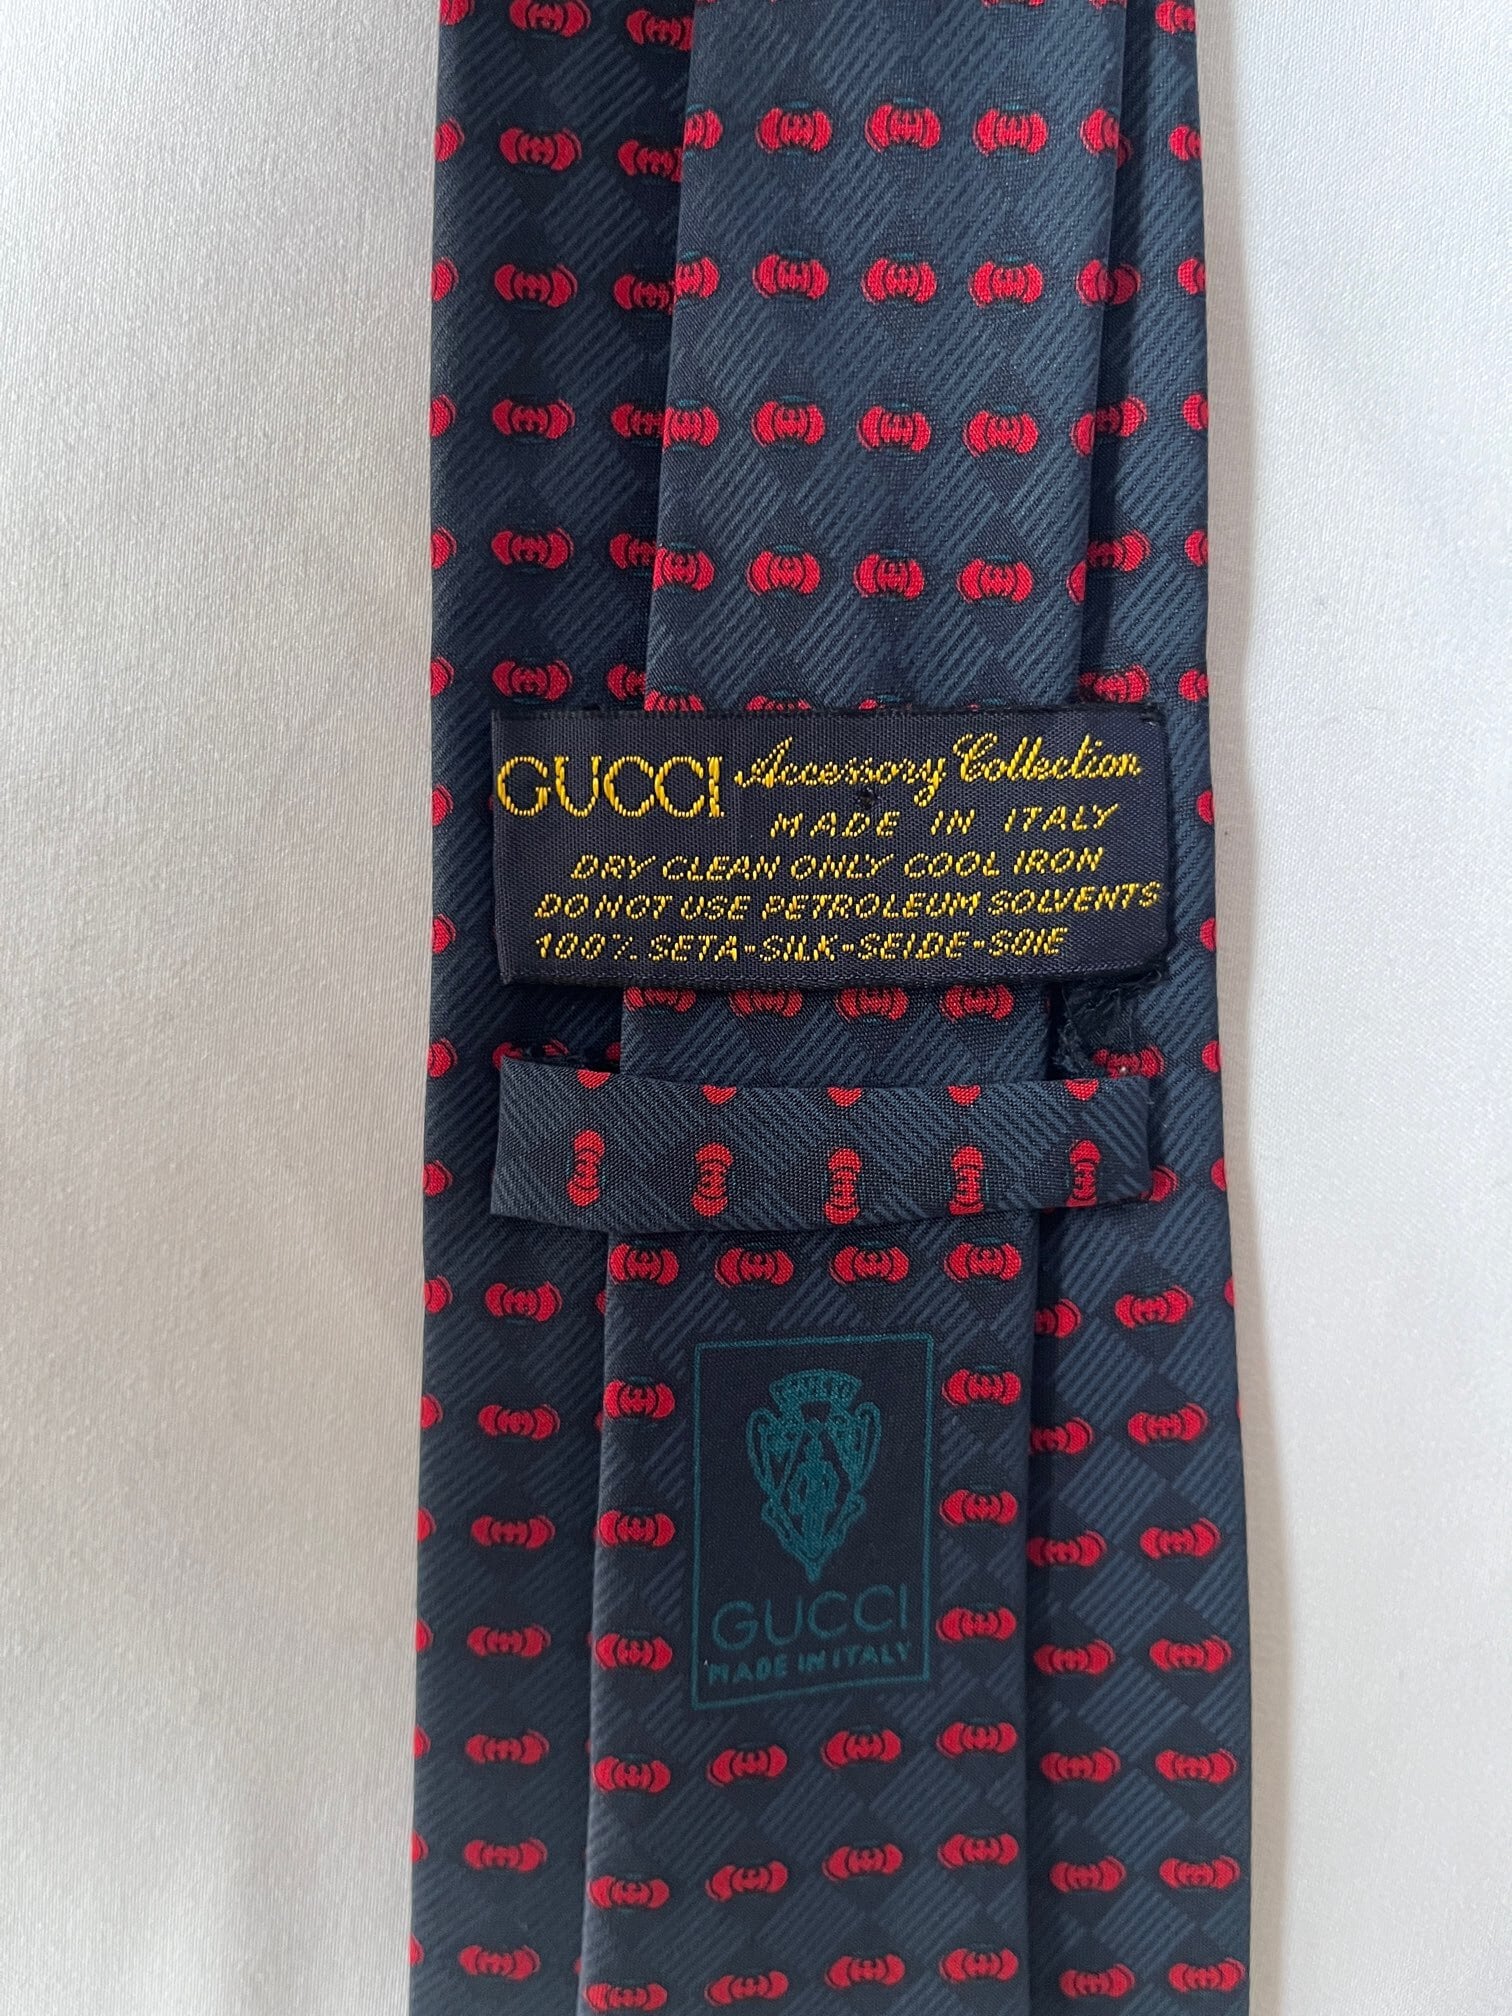 GUCCI Accessory Collection
MADE IN ITALY
DRY CLEAN ONLY COOL IRON
DO NOT USE PETROLEUM SOLVENTS
100% SETA-SILK-SEIDE-SOIE
GUCCI
MADE IN ITALY